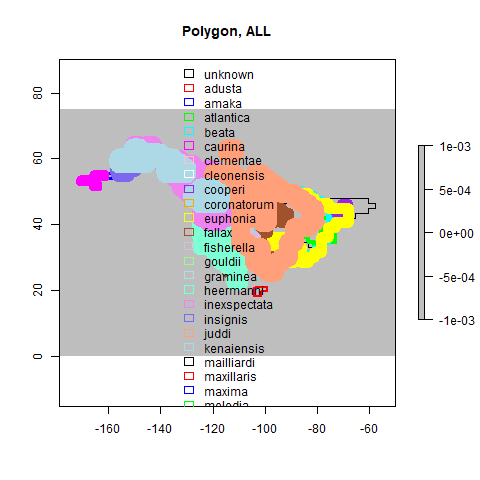 Polygon, ALL
unknown
adusta
amaka
atlantica
beata
caurina
clementae
cleonensis
cooperi
coronatorum
euphonia
fallax
fisherella
gouldii
graminea
heermanni
inexspectata
insignis
juddi
kenaiensis
mailliardi
maxillaris
maxima
melodia
80
60
40
20
0
-160
-140
-120
-100
-80
-60
1e-03
5e-04
0e+00
-5e-04
-1e-03